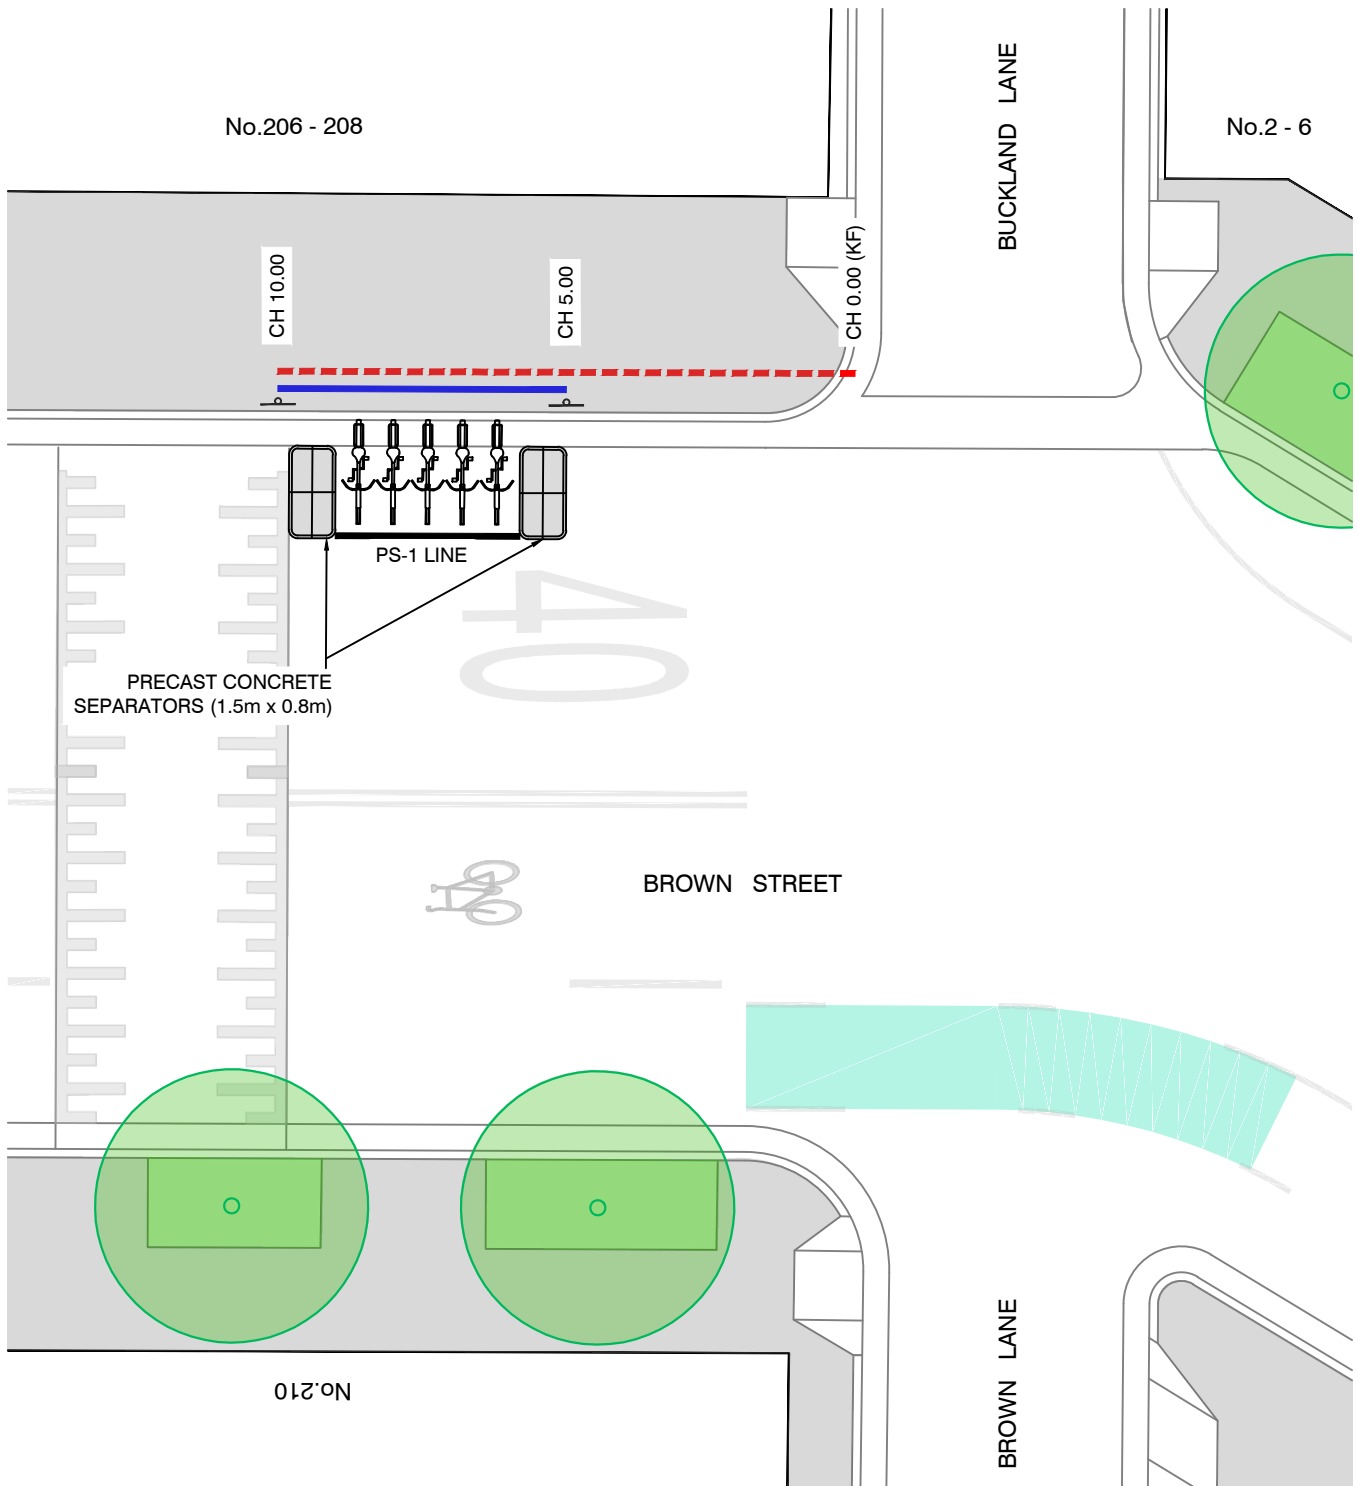 No.206 - 208
No.2 - 6
BUCKLAND LANE
CH 10.00
CH 5.00
CH 0.00 (KF)
PS-1 LINE
40
PRECAST CONCRETE
SEPARATORS (1.5m x 0.8m)
BROWN STREET
No.210
BROWN LANE